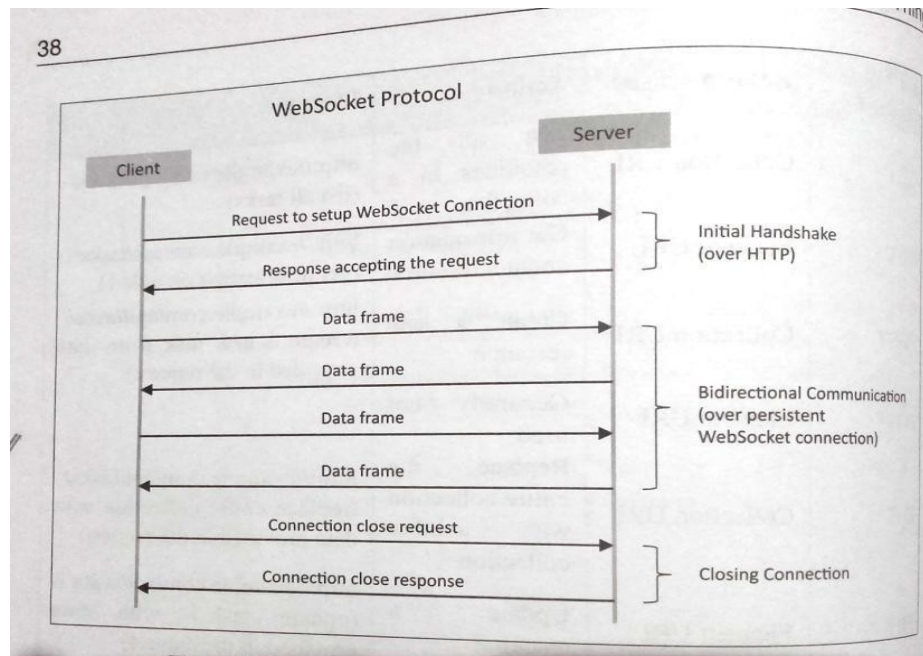 38
WebSocket Protocol
Client
Server
Request to setup WebSocket Connection
Initial Handshake
(over HTTP)
Response accepting the request
Data frame
Data frame
Bidirectional Communication
(over persistent
WebSocket connection)
Data frame
Data frame
Connection close request
Closing Connection
Connection close response